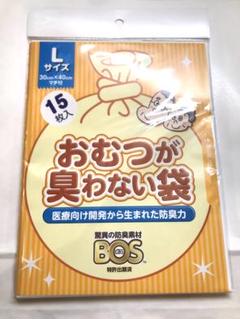 L
サイズ
30cm×40cm
マチ付
15枚入
おむつが
臭わない袋
医療向け開発から生まれた防臭力
驚異の防臭素材
BOS
特許出願済